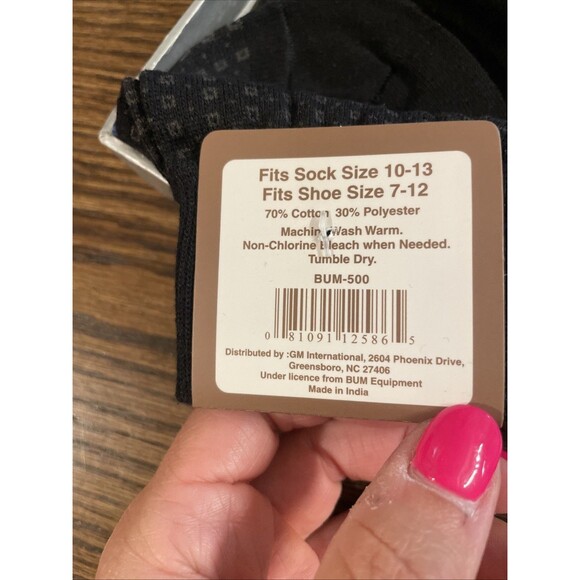 Fits Sock Size 10-13
Fits Shoe Size 7-12
70% Cotton, 30% Polyester
Machine Wash Warm.
Non-Chlorine Bleach when Needed.
Tumble Dry.
BUM-500
0 81091 12586 5
Distributed by :GM International, 2604 Phoenix Drive,
Greensboro, NC 27406
Under licence from BUM Equipment
Made in India